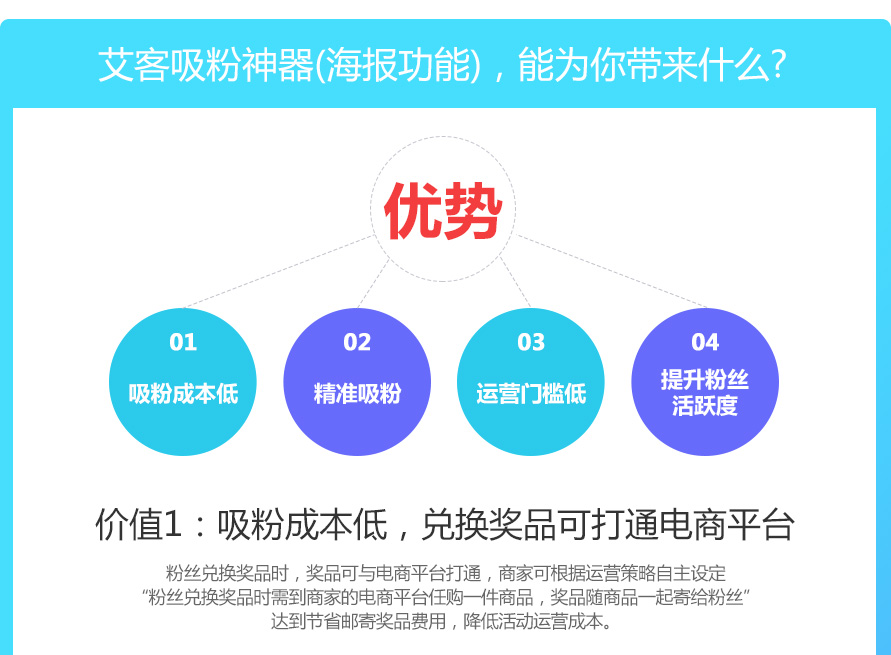 艾客吸粉神器(海报功能)，能为你带来什么?
优势
01
吸粉成本低
02
精准吸粉
03
运营门槛低
04
提升粉丝
活跃度
价值1：吸粉成本低，兑换奖品可打通电商平台
粉丝兑换奖品时，奖品可与电商平台打通，商家可根据运营策略自主设定
“粉丝兑换奖品时需到商家的电商平台任购一件商品，奖品随商品一起寄给粉丝”
达到节省邮寄奖品费用，降低活动运营成本。